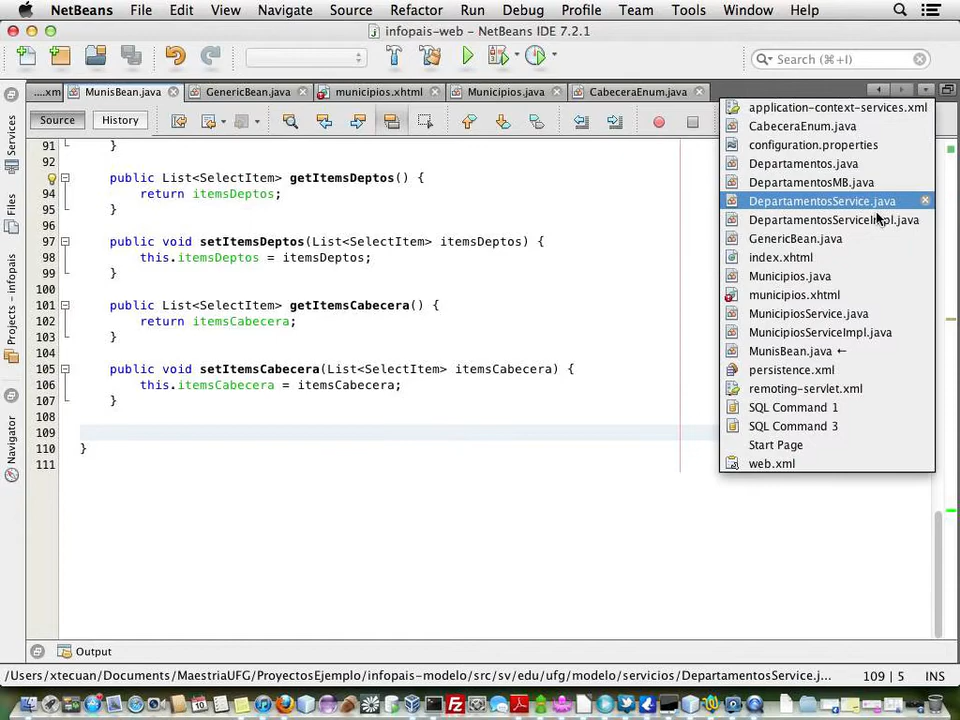 NetBeans File Edit View Navigate Source Refactor Run Debug Profile Team Tools Window Help
infopais-web – NetBeans IDE 7.2.1
Search (⌘+I)
....xm MunisBean.java GenericBean.java municipios.xhtml Municipios.java CabeceraEnum.java
Source History
Services
Files
Projects – infopais
Navigator
91 }
92
public List<SelectItem> getItemsDeptos() {
94 return itemsDeptos;
95 }
96
97 public void setItemsDeptos(List<SelectItem> itemsDeptos) {
98 this.itemsDeptos = itemsDeptos;
99 }
100
101 public List<SelectItem> getItemsCabecera() {
102 return itemsCabecera;
103 }
104
105 public void setItemsCabecera(List<SelectItem> itemsCabecera) {
106 this.itemsCabecera = itemsCabecera;
107 }
108
109
110 }
111
application-context-services.xml
CabeceraEnum.java
configuration.properties
Departamentos.java
DepartamentosMB.java
DepartamentosService.java
DepartamentosServiceImpl.java
GenericBean.java
index.xhtml
Municipios.java
municipios.xhtml
MunicipiosService.java
MunicipiosServiceImpl.java
MunisBean.java ←
persistence.xml
remoting-servlet.xml
SQL Command 1
SQL Command 3
Start Page
web.xml
Output
/Users/xtecuan/Documents/MaestriaUFG/ProyectosEjemplo/infopais-modelo/src/sv/edu/ufg/modelo/servicios/DepartamentosService.j... 109 | 5 INS